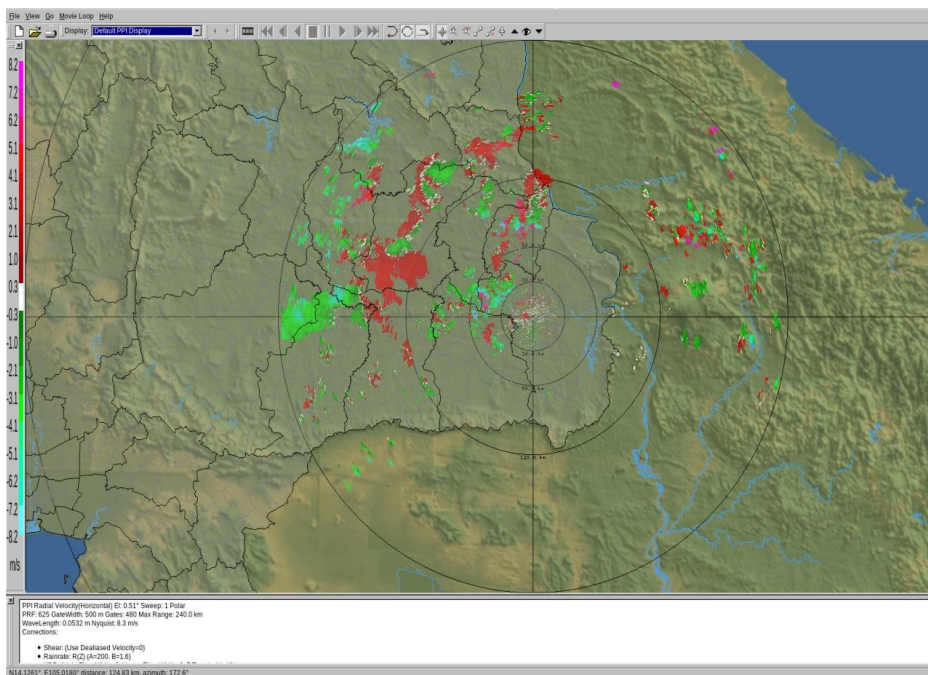 File View Go Movie Loop Help
Display: Default PPI Display
8.2
7.2
6.2
5.1
4.1
3.1
2.1
1.0
0.3
-0.3
-1.0
-2.1
-3.1
-4.1
-5.1
-6.2
-7.2
-8.2
m/s
PPI Radial Velocity(Horizontal) El: 0.51° Sweep: 1 Polar
PRF: 625 GateWidth: 500 m Gates: 480 Max Range: 240.0 km
WaveLength: 0.0532 m Nyquist: 8.3 m/s
Corrections:
Shear: (Use Dealiased Velocity=0)
Rainrate: R(Z) (A=200, B=1.6)
N14.1261°, E105.0180° distance: 124.83 km, azimuth: 172.6°